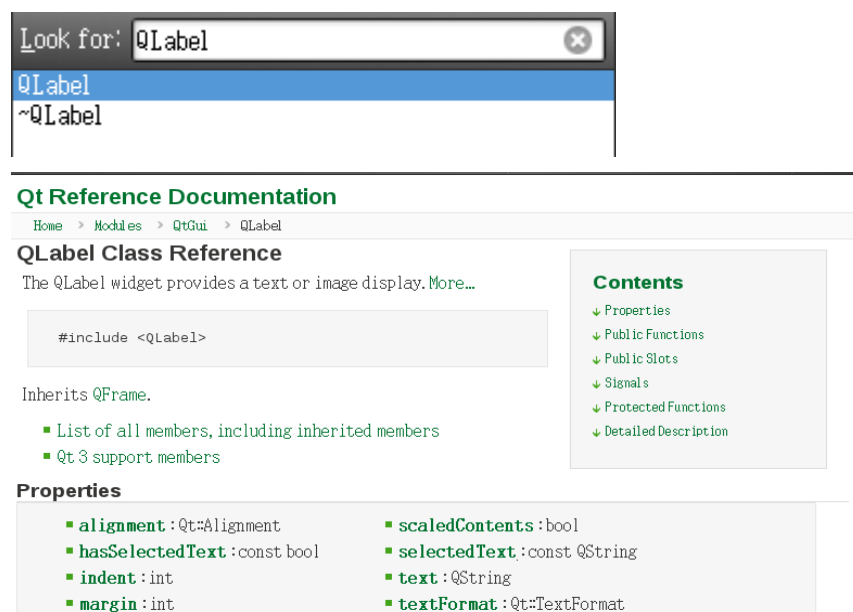 Look for: QLabel
QLabel
~QLabel
Qt Reference Documentation
Home > Modules > QtGui > QLabel
QLabel Class Reference
The QLabel widget provides a text or image display. More...
#include <QLabel>
Inherits QFrame.
List of all members, including inherited members
Qt 3 support members
Contents
Properties
Public Functions
Public Slots
Signals
Protected Functions
Detailed Description
Properties
alignment : Qt::Alignment
hasSelectedText : const bool
indent : int
margin : int
scaledContents : bool
selectedText : const QString
text : QString
textFormat : Qt::TextFormat